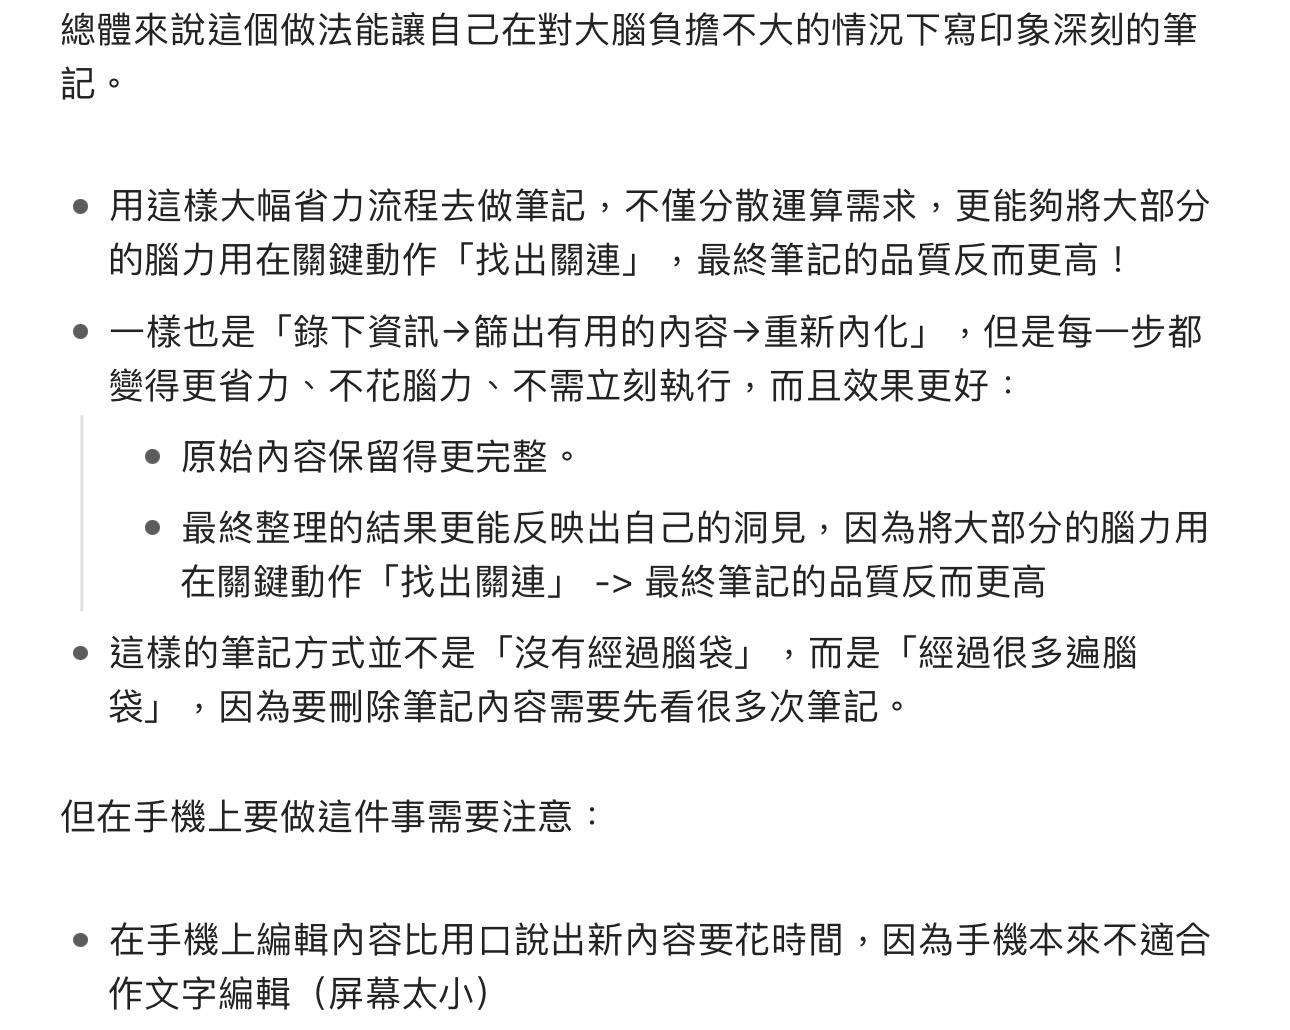 總體來說這個做法能讓自己在對大腦負擔不大的情況下寫印象深刻的筆
記。
用這樣大幅省力流程去做筆記，不僅分散運算需求，更能夠將大部分
的腦力用在關鍵動作「找出關連」，最終筆記的品質反而更高！
一樣也是「錄下資訊→篩出有用的內容→重新內化」，但是每一步都
變得更省力、不花腦力、不需立刻執行，而且效果更好：
原始內容保留得更完整。
最終整理的結果更能反映出自己的洞見，因為將大部分的腦力用
在關鍵動作「找出關連」 -> 最終筆記的品質反而更高
這樣的筆記方式並不是「沒有經過腦袋」，而是「經過很多遍腦
袋」，因為要刪除筆記內容需要先看很多次筆記。
但在手機上要做這件事需要注意：
在手機上編輯內容比用口說出新內容要花時間，因為手機本來不適合
作文字編輯（屏幕太小）